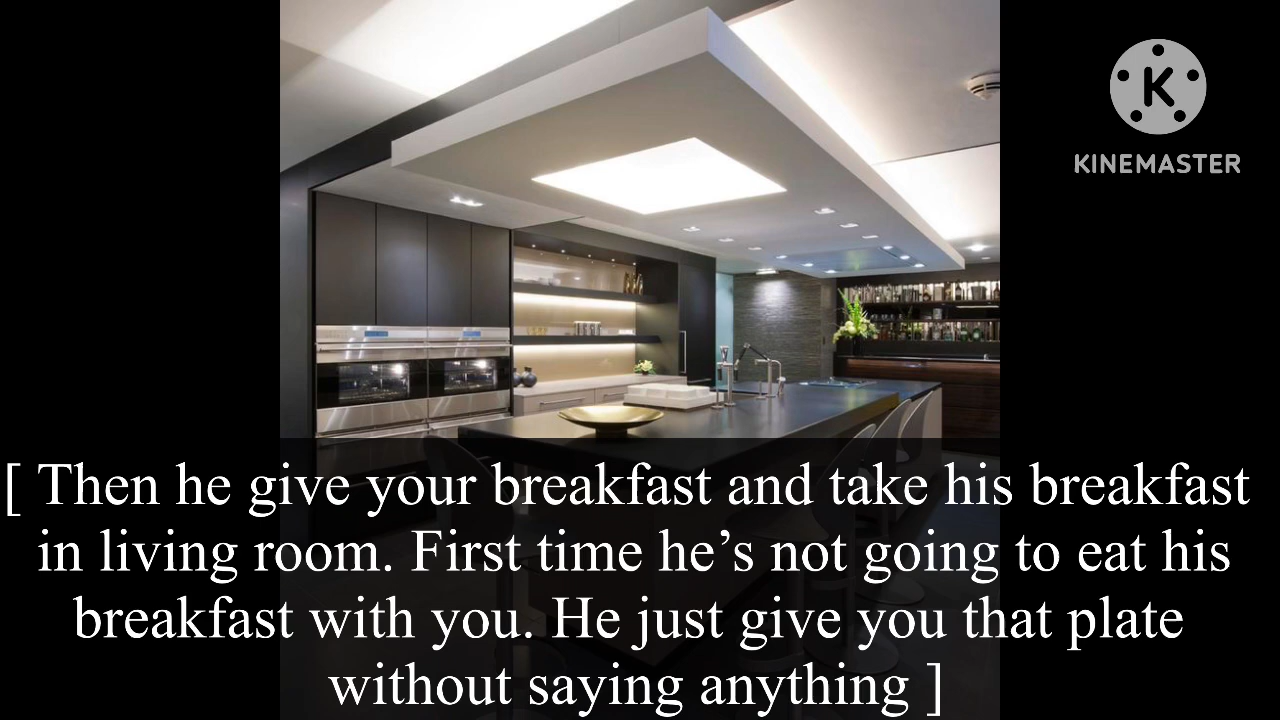 KINEMASTER
[ Then he give your breakfast and take his breakfast
in living room. First time he’s not going to eat his
breakfast with you. He just give you that plate
without saying anything ]